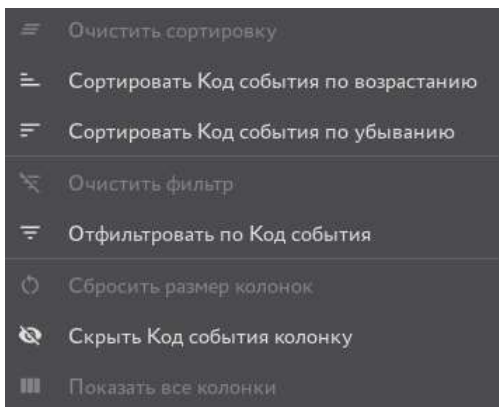 Очистить сортировку
Сортировать Код события по возрастанию
Сортировать Код события по убыванию
Очистить фильтр
Отфильтровать по Код события
Сбросить размер колонок
Скрыть Код события колонку
Показать все колонки